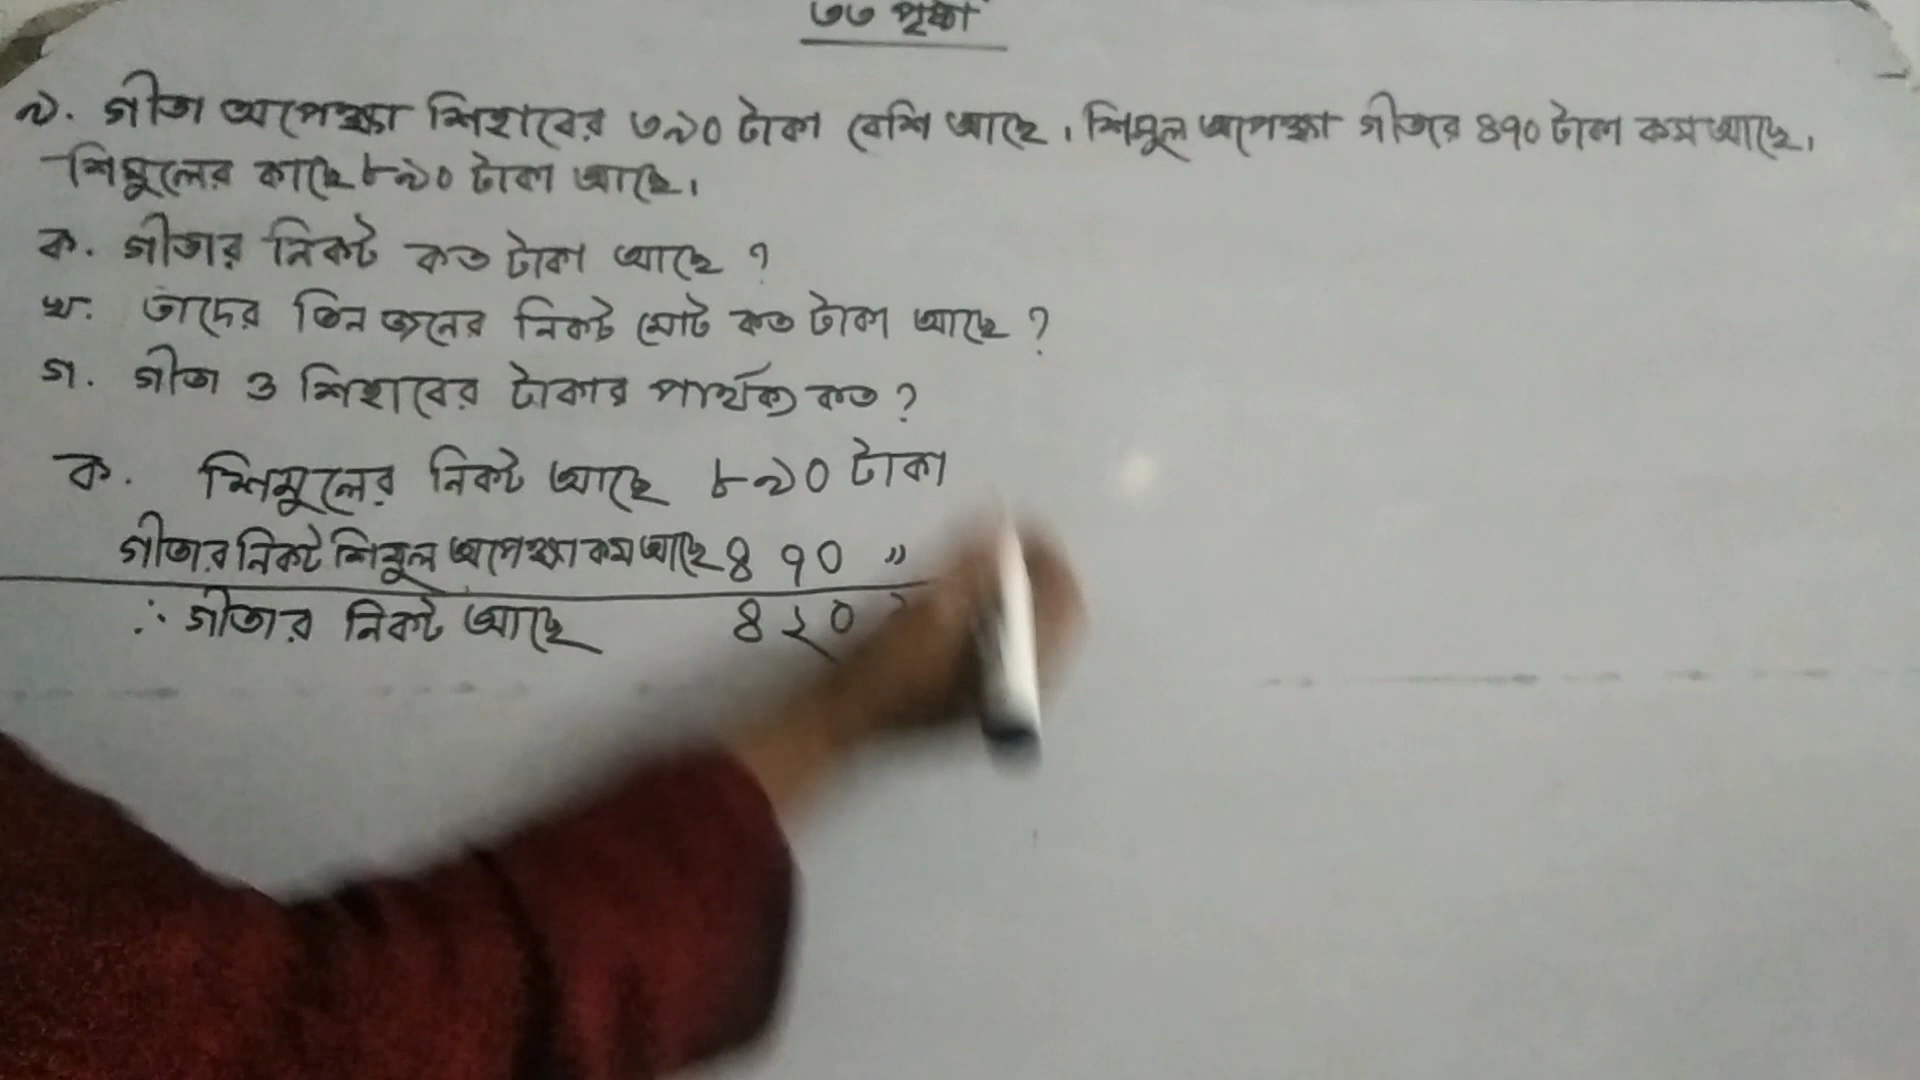 ৩৩ পৃষ্ঠা
৯. গীতা অপেক্ষা শিহাবের ৩৯০ টাকা বেশি আছে। শিমুল অপেক্ষা গীতার ৪৭০ টাকা কম আছে।
শিমুলের কাছে ৮৯০ টাকা আছে।
ক. গীতার নিকট কত টাকা আছে ?
খ. তাদের তিন জনের নিকট মোট কত টাকা আছে ?
গ. গীতা ও শিহাবের টাকার পার্থক্য কত ?
ক. শিমুলের নিকট আছে ৮৯০ টাকা
গীতার নিকট শিমুল অপেক্ষা কম আছে ৪৭০ "
∴ গীতার নিকট আছে ৪২০